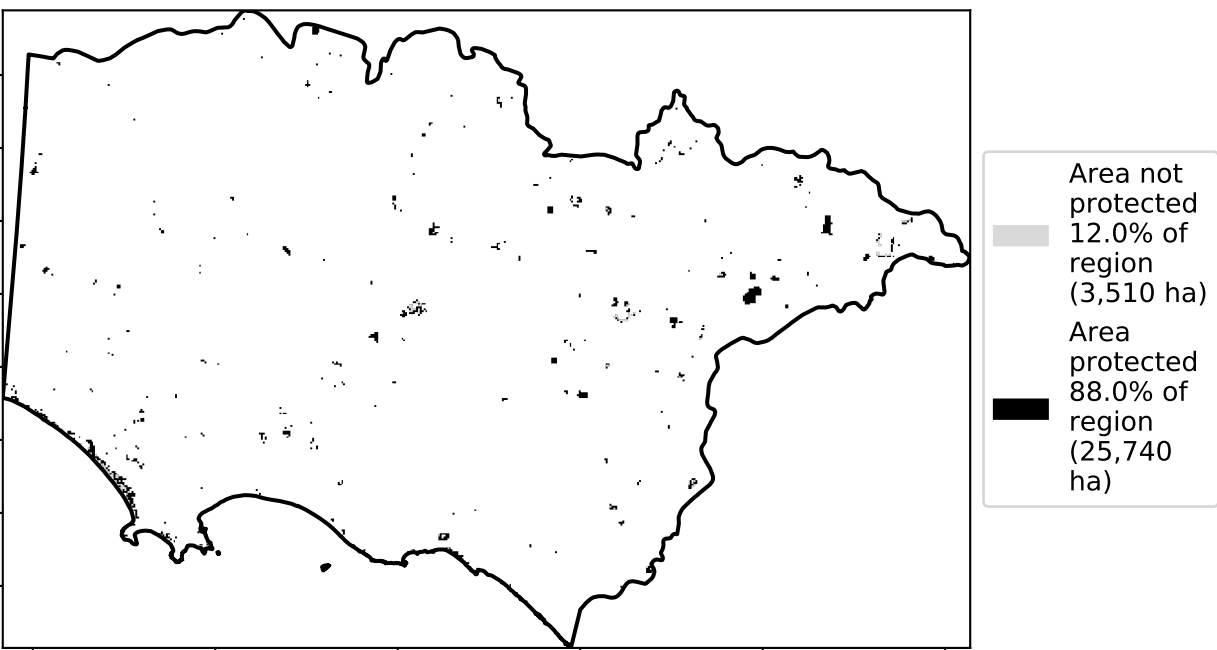 Area not
protected
12.0% of
region
(3,510 ha)
Area
protected
88.0% of
region
(25,740
ha)